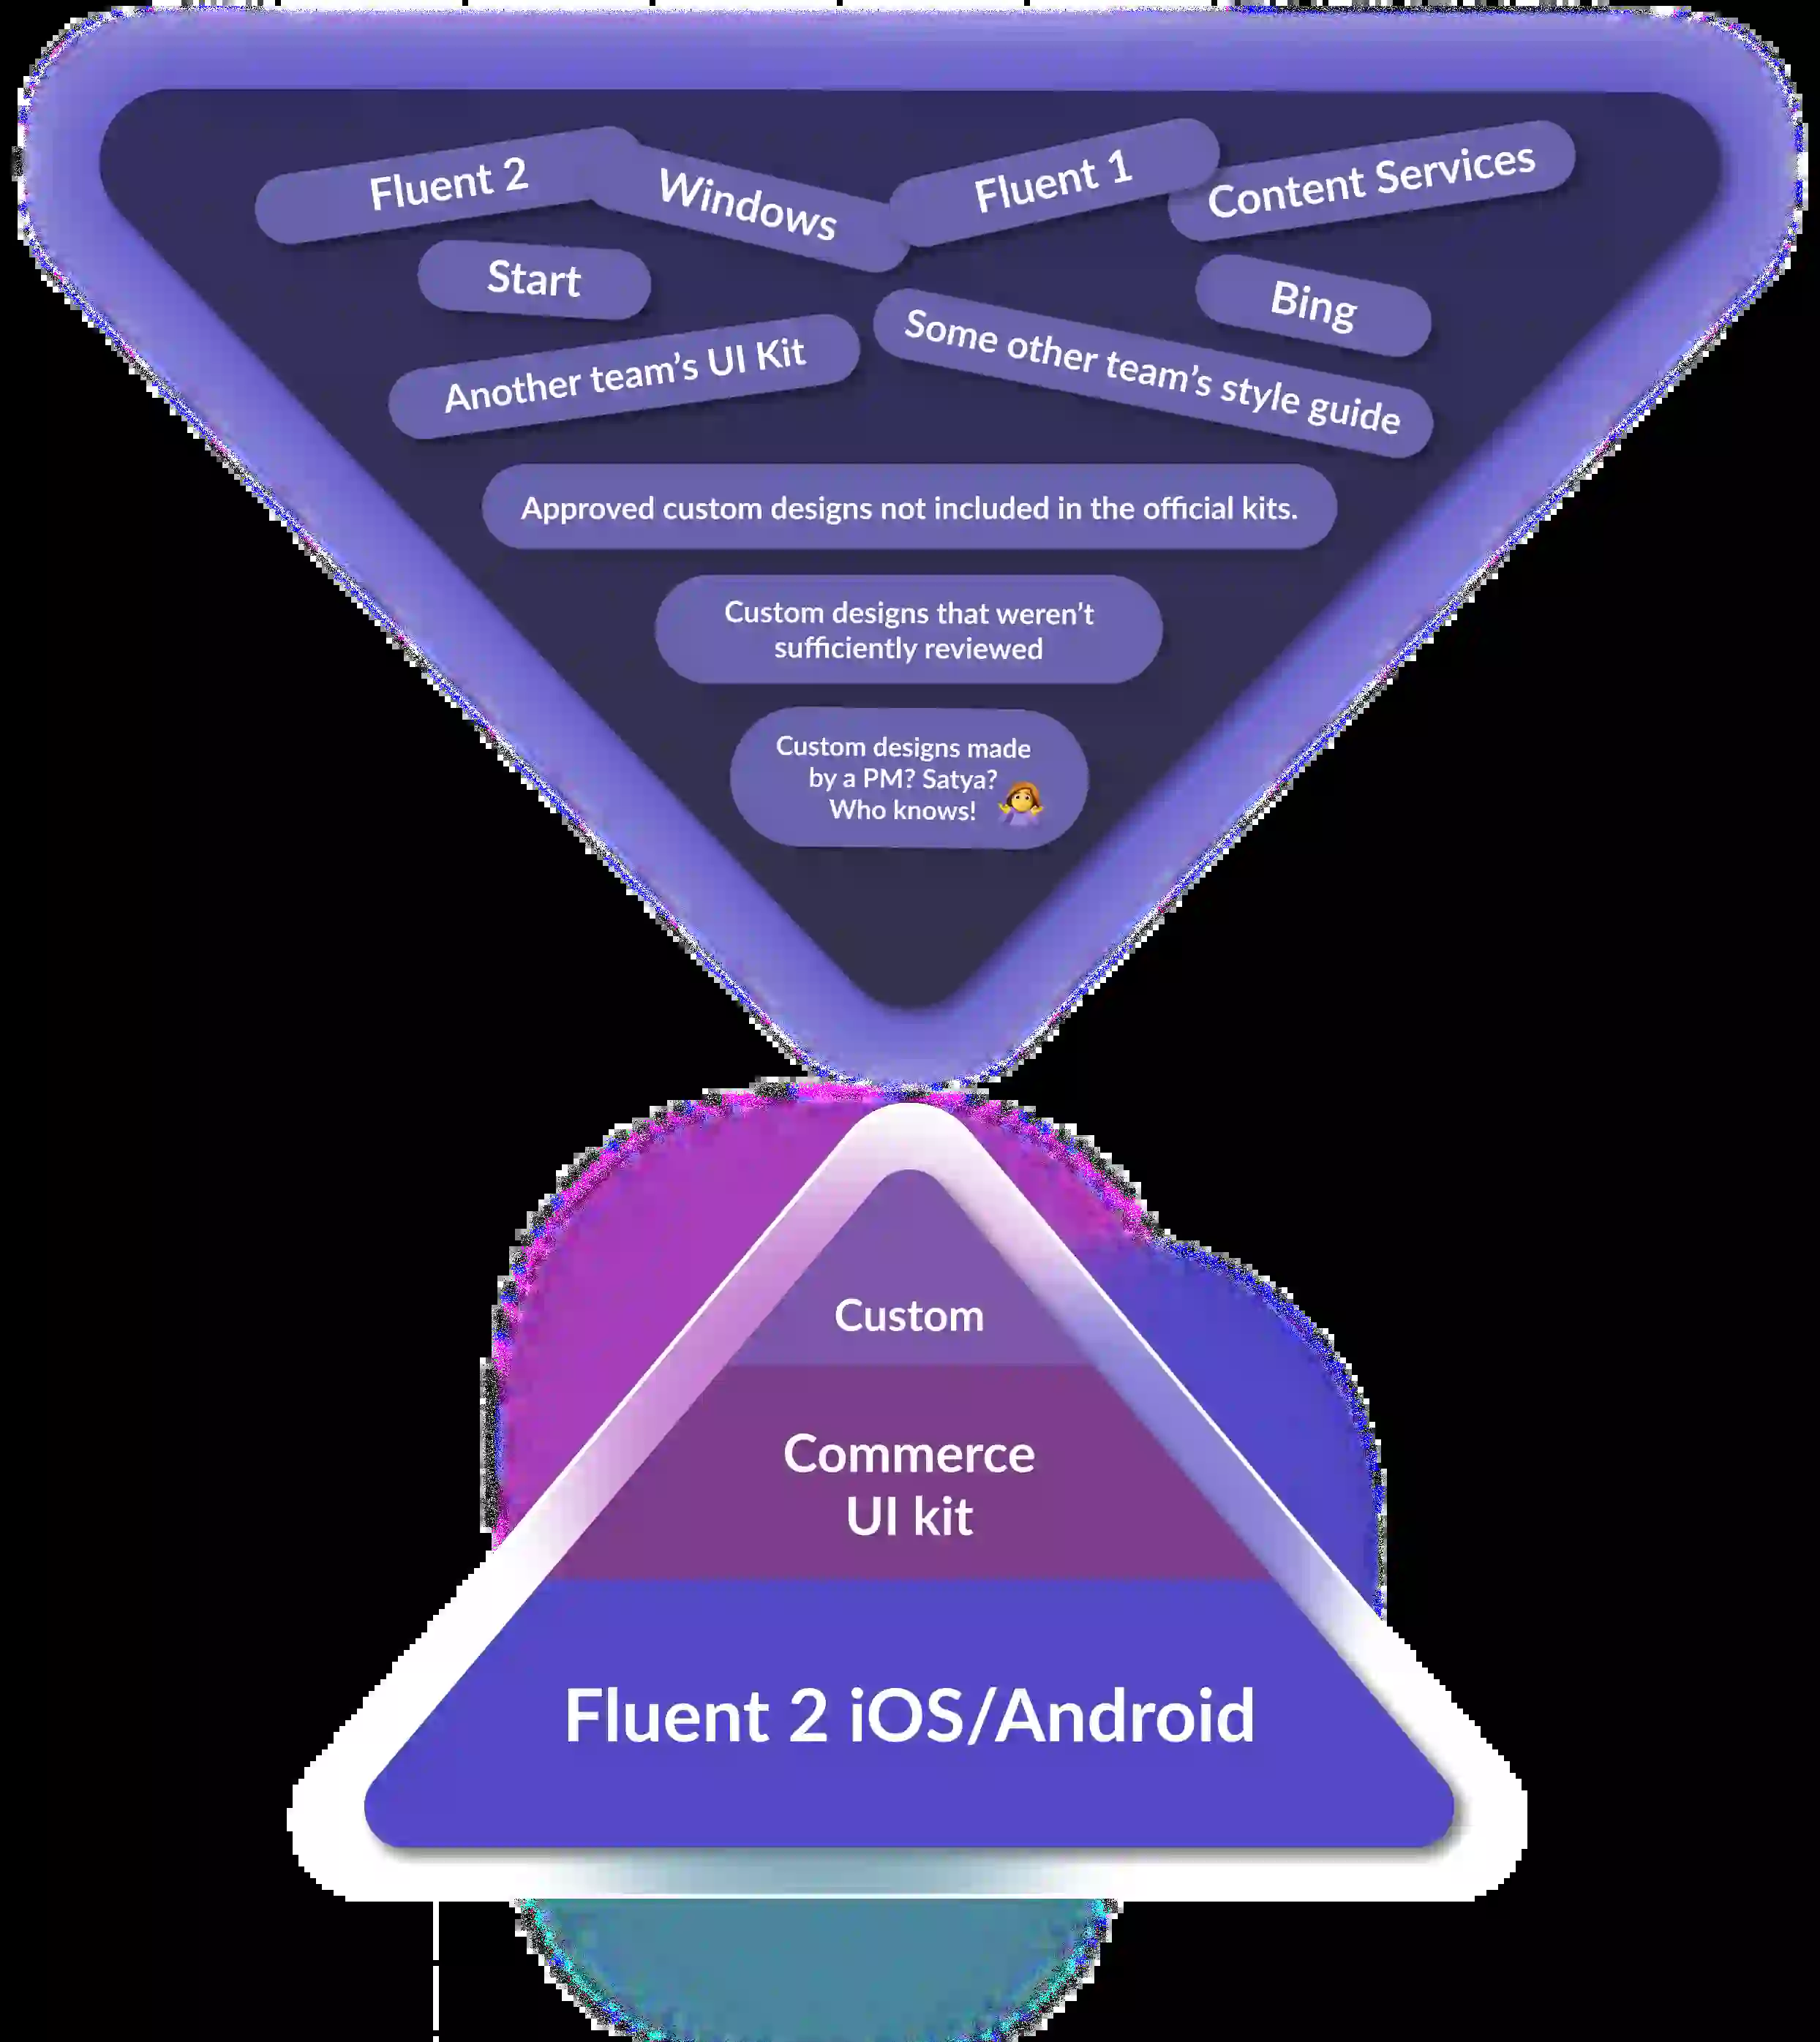 Fluent 2
Windows
Fluent 1
Content Services
Start
Bing
Another team’s UI Kit
Some other team’s style guide
Approved custom designs not included in the official kits.
Custom designs that weren’t
sufficiently reviewed
Custom designs made
by a PM? Satya?
Who knows!
Custom
Commerce
UI kit
Fluent 2 iOS/Android